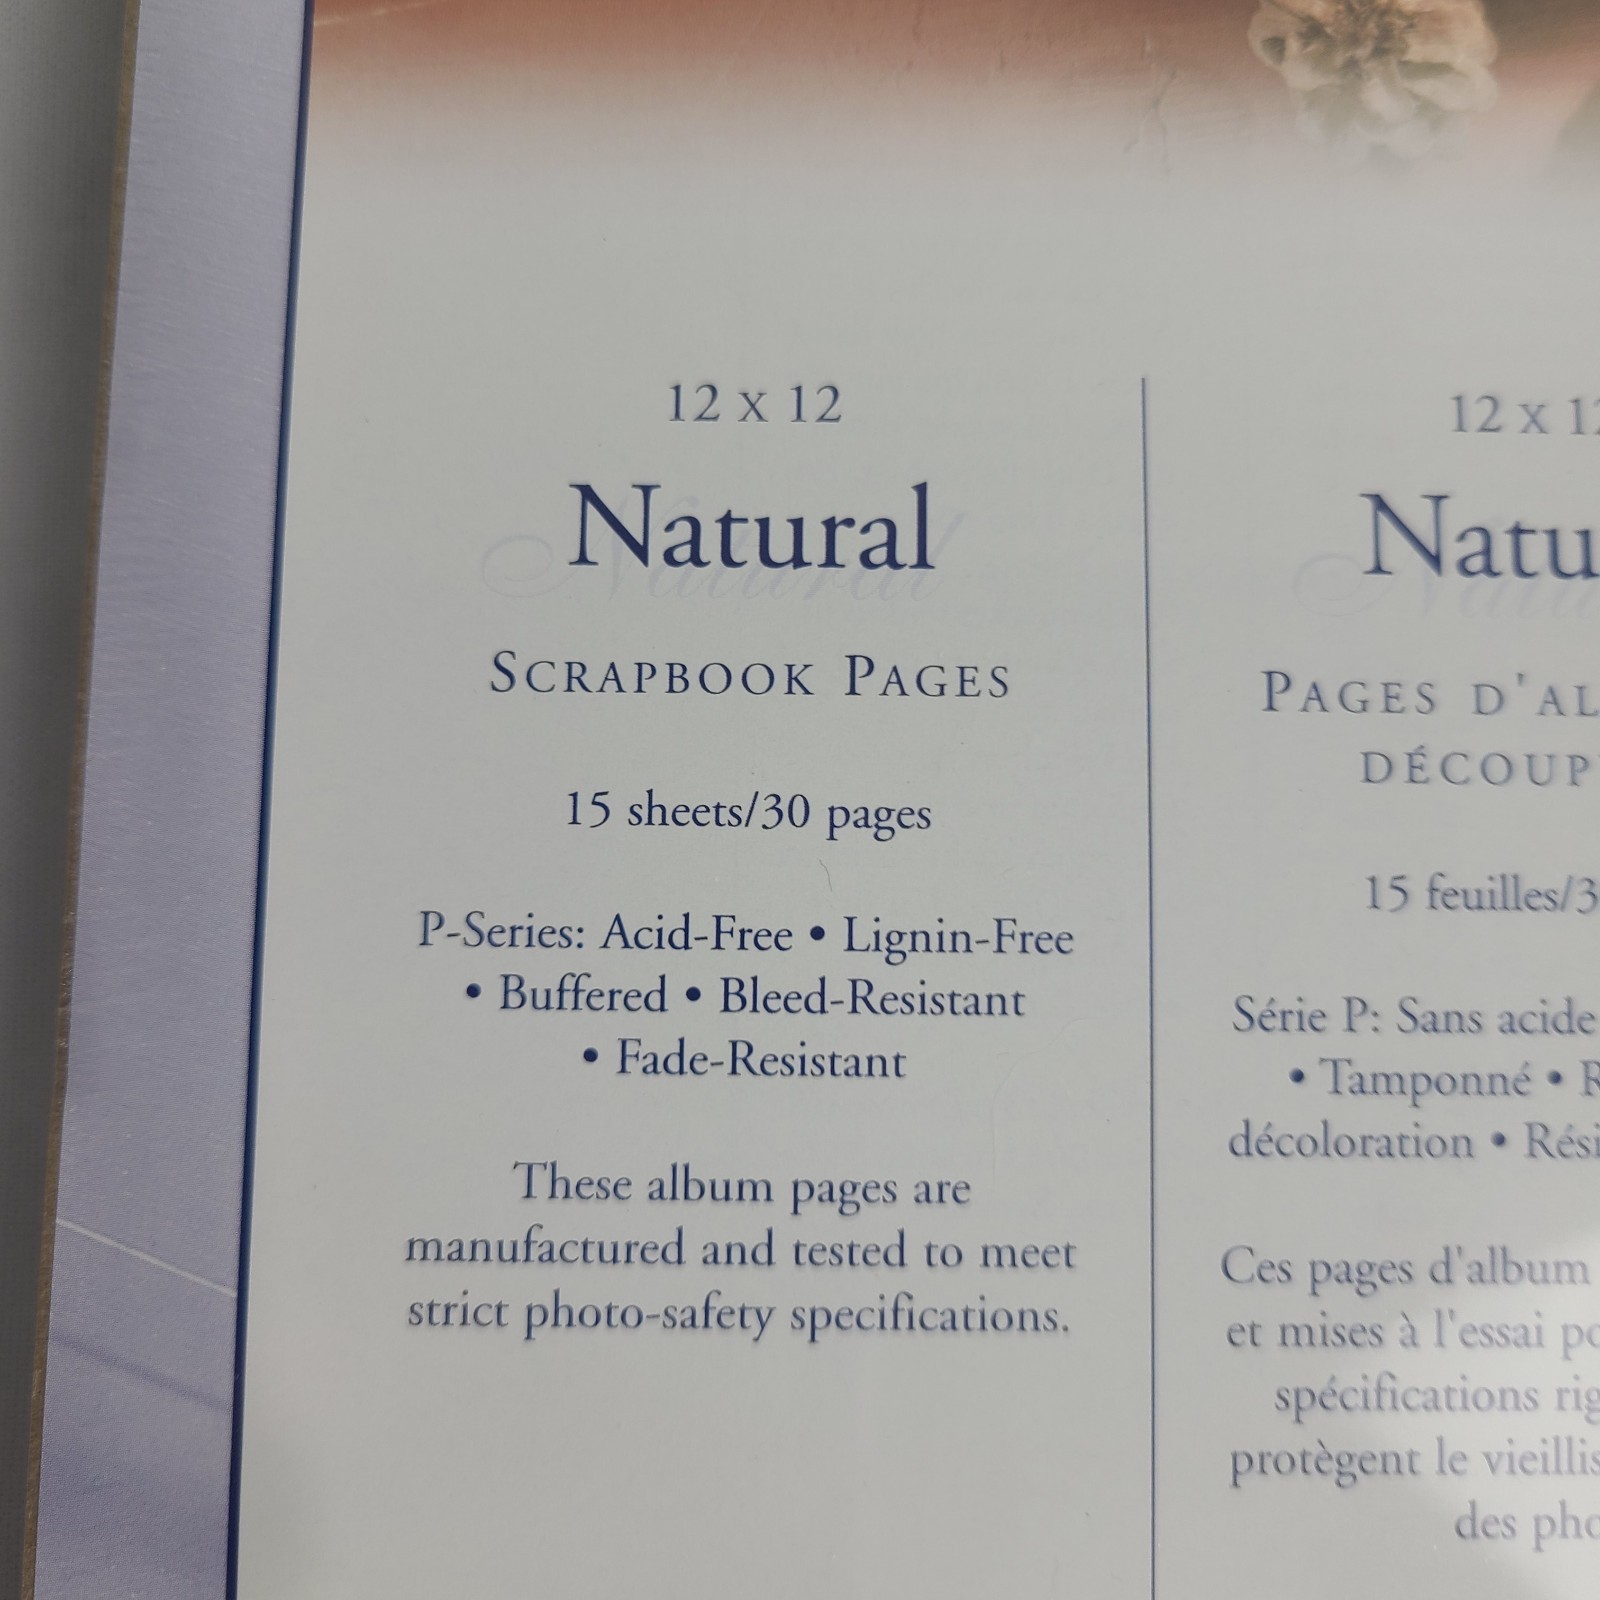 12 x 12
Natural
SCRAPBOOK PAGES
15 sheets/30 pages
P-Series: Acid-Free • Lignin-Free
• Buffered • Bleed-Resistant
• Fade-Resistant
These album pages are
manufactured and tested to meet
strict photo-safety specifications.
12 x
PAGES
15 feuilles/
Série P: Sans acide
• Tamponné •
décoloration •
Ces pages d'album
et mises à l'essai
spécifications
protègent le
des